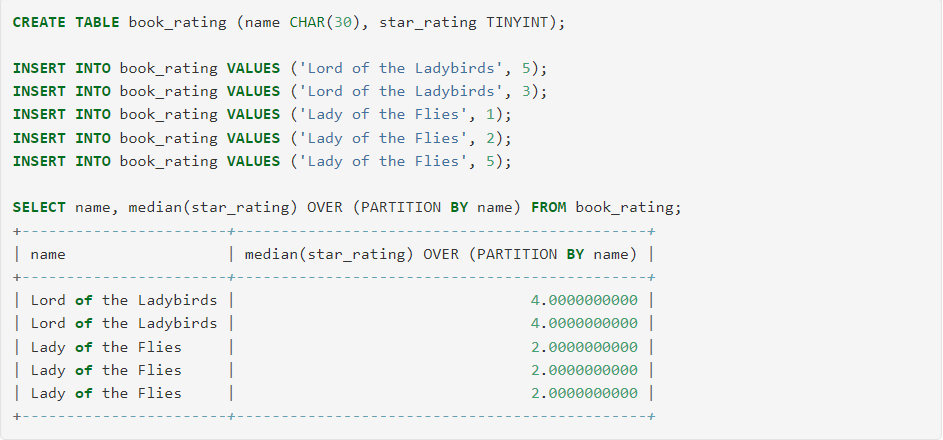 CREATE TABLE book_rating (name CHAR(30), star_rating TINYINT);

INSERT INTO book_rating VALUES ('Lord of the Ladybirds', 5);
INSERT INTO book_rating VALUES ('Lord of the Ladybirds', 3);
INSERT INTO book_rating VALUES ('Lady of the Flies', 1);
INSERT INTO book_rating VALUES ('Lady of the Flies', 2);
INSERT INTO book_rating VALUES ('Lady of the Flies', 5);

SELECT name, median(star_rating) OVER (PARTITION BY name) FROM book_rating;
+-----------------------+----------------------------------------------+
| name                  | median(star_rating) OVER (PARTITION BY name) |
+-----------------------+----------------------------------------------+
| Lord of the Ladybirds |                                 4.0000000000 |
| Lord of the Ladybirds |                                 4.0000000000 |
| Lady of the Flies     |                                 2.0000000000 |
| Lady of the Flies     |                                 2.0000000000 |
| Lady of the Flies     |                                 2.0000000000 |
+-----------------------+----------------------------------------------+